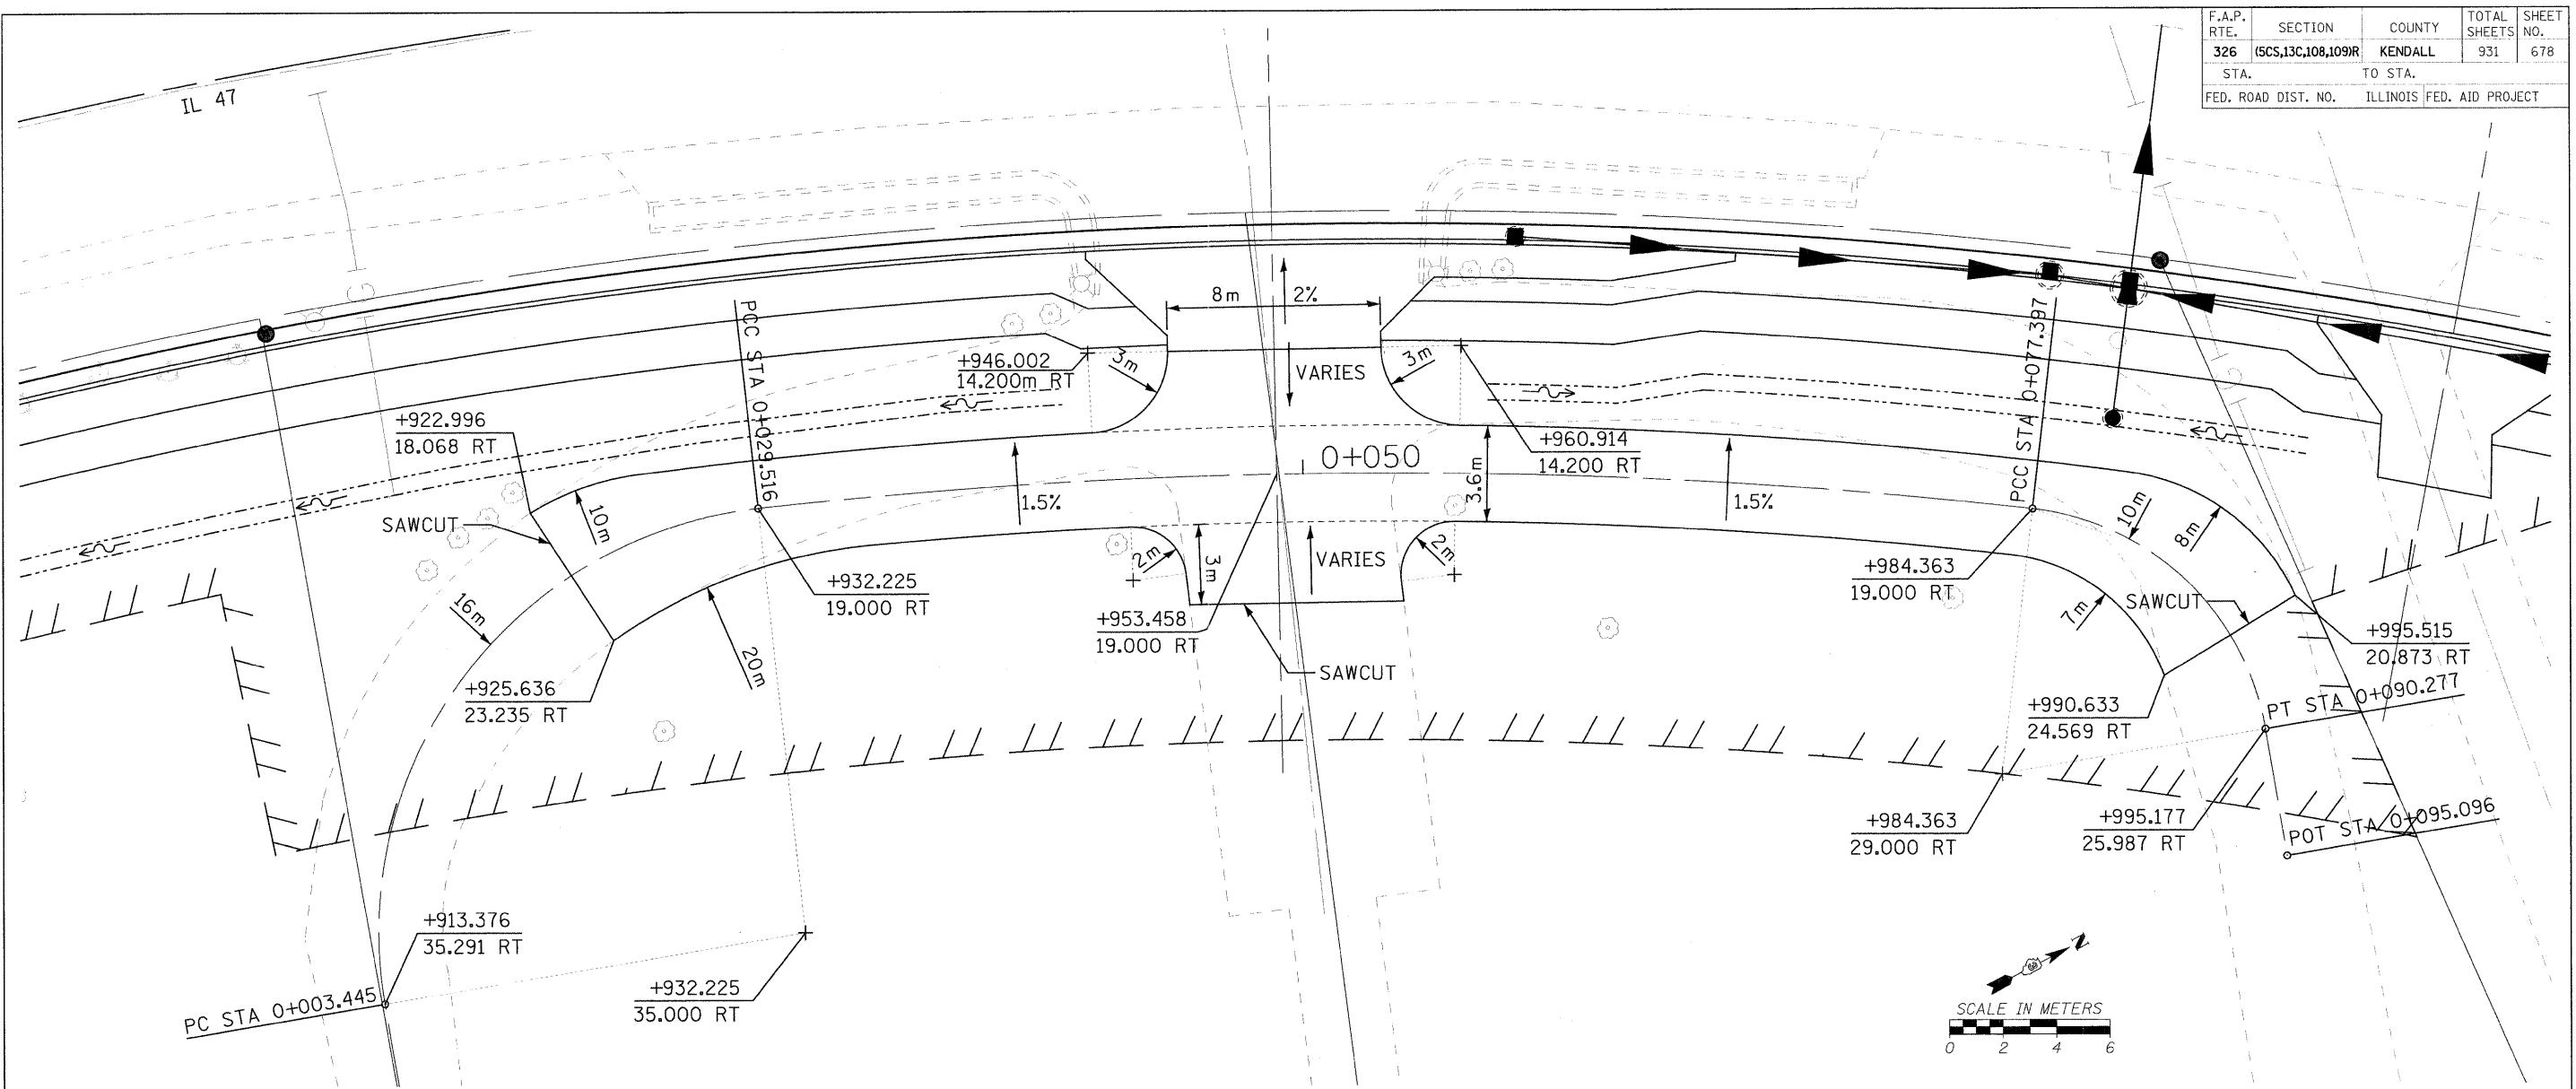 F.A.P. RTE. SECTION COUNTY TOTAL SHEETS SHEET NO.
326 (5CS,13C,108,109)R KENDALL 931 678
STA. TO STA.
FED. ROAD DIST. NO. ILLINOIS FED. AID PROJECT
IL 47
8m
2%
PCC STA 0+029.516
PCC STA 0+077.397
+946.002
14.200m RT
3m
VARIES
3m
+922.996
18.068 RT
+960.914
14.200 RT
0+050
3.6m
SAWCUT
10m
1.5%
1.5%
10m
8m
2m
3m
VARIES
2m
+932.225
19.000 RT
+984.363
19.000 RT
16m
7m
SAWCUT
+953.458
19.000 RT
+995.515
20.873 RT
20m
SAWCUT
+925.636
23.235 RT
+990.633
24.569 RT
PT STA 0+090.277
+984.363
29.000 RT
+995.177
25.987 RT
POT STA 0+095.096
+913.376
35.291 RT
PC STA 0+003.445
+932.225
35.000 RT
N
SCALE IN METERS
0 2 4 6